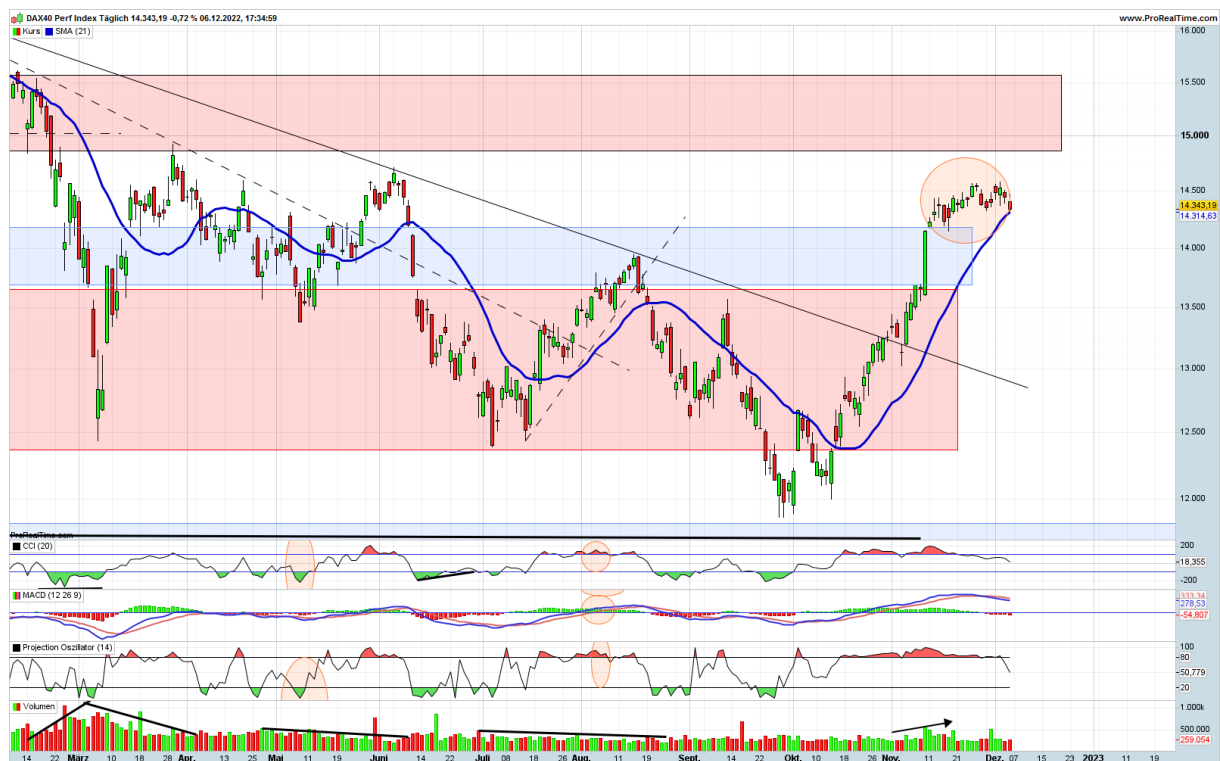 DAX40 Perf Index Täglich 14.343,19 -0,72 % 06.12.2022, 17:34:59
www.ProRealTime.com
Kurs SMA (21)
16.000
15.500
15.000
14.500
14.343,19
14.314,63
14.000
13.500
13.000
12.500
12.000
ProRealTime.com
CCI (20)
200
18,355
-200
MACD (12 26 9)
333,34
278,53
-54,807
Projection Oszillator (14)
100
80
50,779
20
Volumen
1.000k
500.000
259.054
14 22 März 10 18 28 Apr. 13 25 Mai 10 19 Juni 14 22 Juli 08 18 26 Aug. 11 19 Sept. 14 22 Okt. 10 18 26 Nov. 11 21 Dez. 07 15 23 2023 11 19